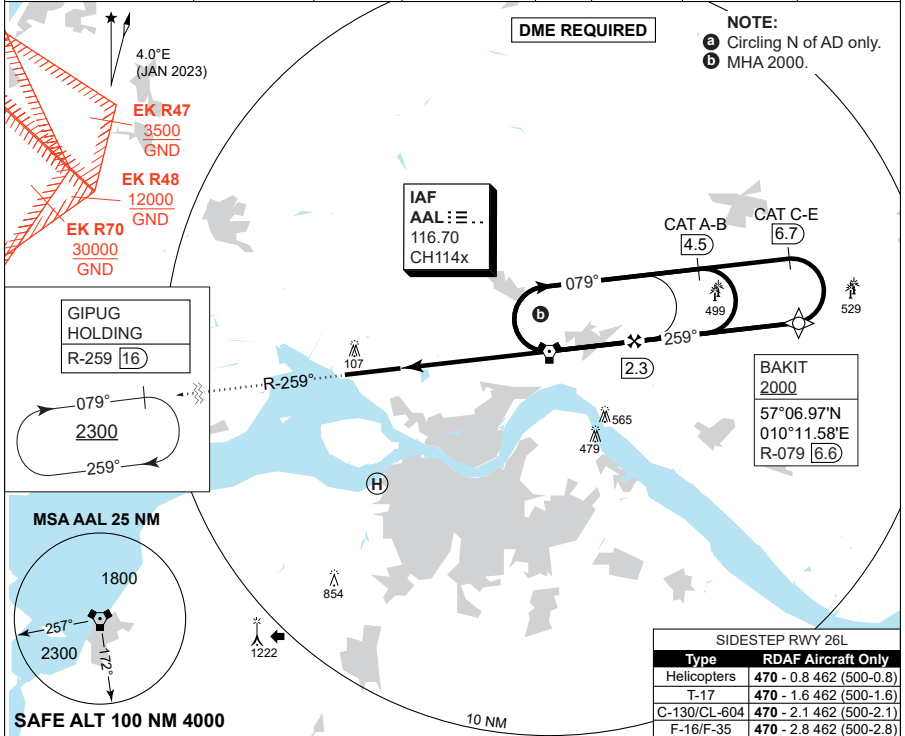 DME REQUIRED
NOTE:
a Circling N of AD only.
b MHA 2000.
4.0°E
(JAN 2023)
EK R47
3500
GND
EK R48
12000
GND
EK R70
30000
GND
IAF
AAL
116.70
CH114x
CAT A-B
4.5
CAT C-E
6.7
079°
b
499
529
259°
2.3
107
R-259°
GIPUG
HOLDING
R-259 16
079°
2300
259°
BAKIT
2000
57°06.97'N
010°11.58'E
R-079 6.6
565
479
H
MSA AAL 25 NM
1800
257°
2300
172°
SAFE ALT 100 NM 4000
854
1222
10 NM
SIDESTEP RWY 26L
Type RDAF Aircraft Only
Helicopters 470 - 0.8 462 (500-0.8)
T-17 470 - 1.6 462 (500-1.6)
C-130/CL-604 470 - 2.1 462 (500-2.1)
F-16/F-35 470 - 2.8 462 (500-2.8)